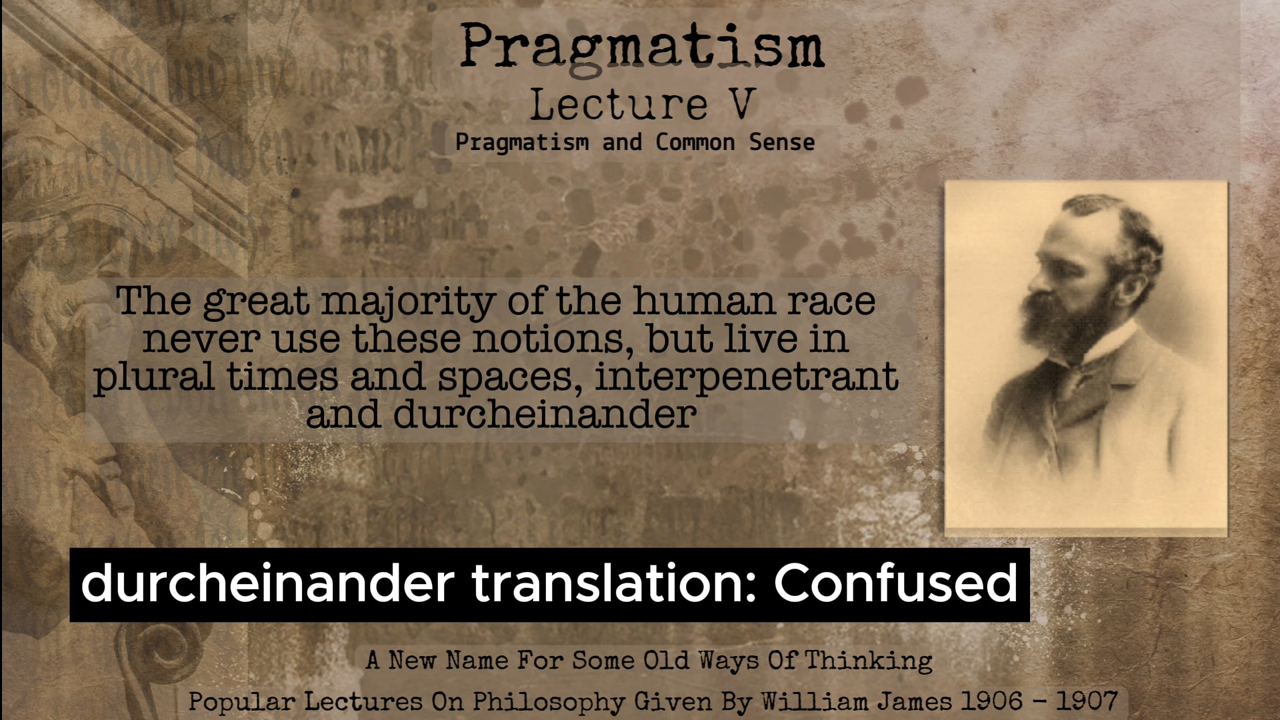 Pragmatism
Lecture V
Pragmatism and Common Sense
The great majority of the human race
never use these notions, but live in
plural times and spaces, interpenetrant
and durcheinander
durcheinander translation: Confused
A New Name For Some Old Ways Of Thinking
Popular Lectures On Philosophy Given By William James 1906 - 1907